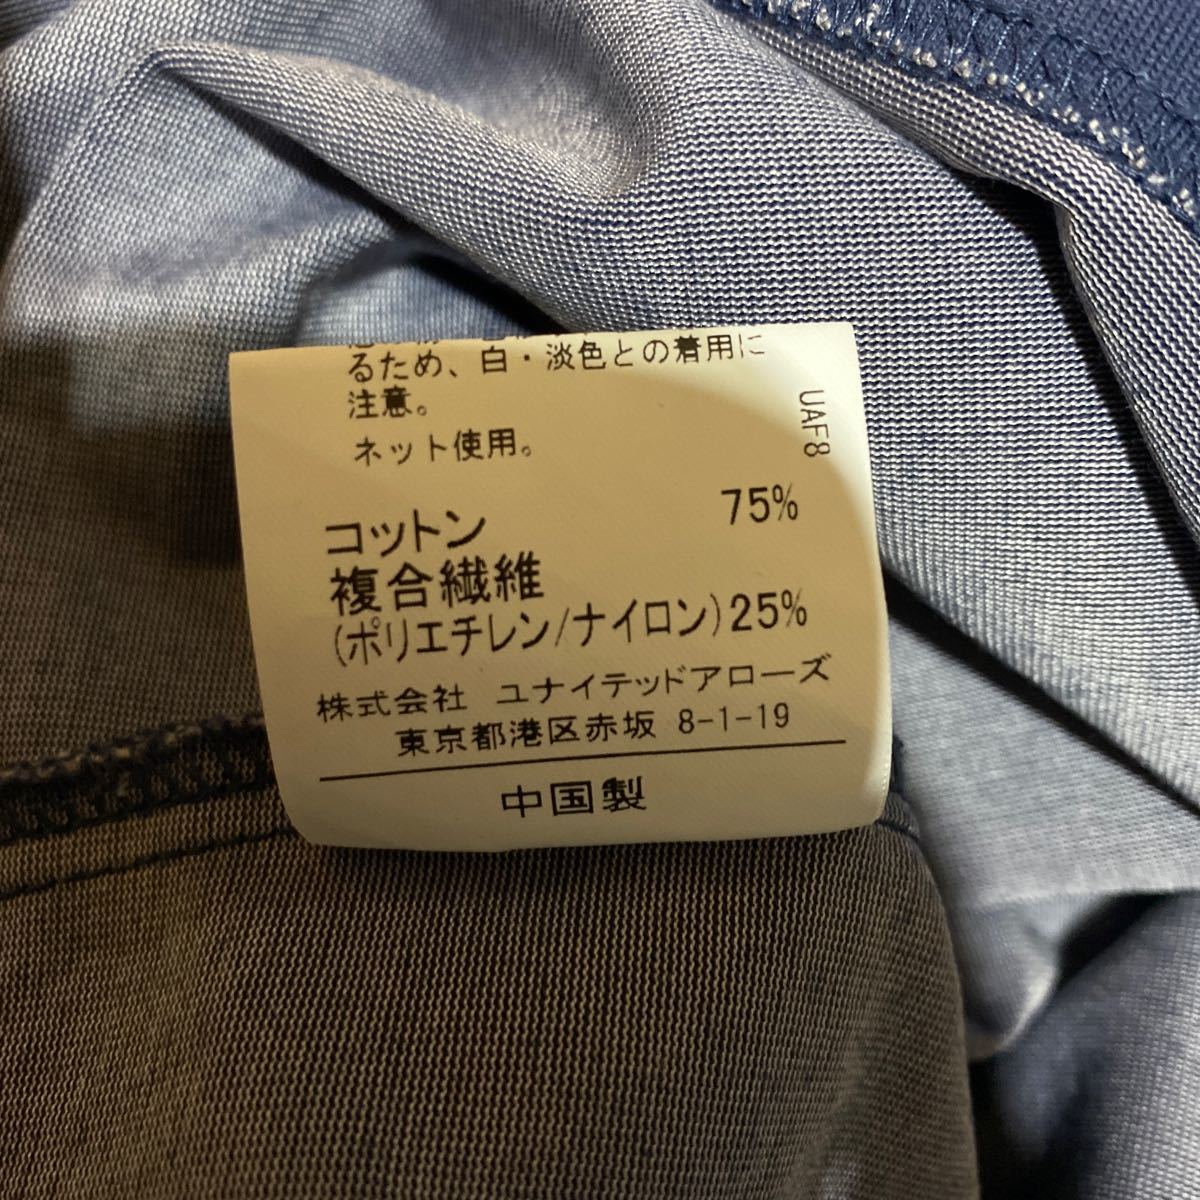 るため、白・淡色との着用に
注意。
ネット使用。
UAF8
コットン 75%
複合繊維
(ポリエチレン/ナイロン)25%
株式会社 ユナイテッドアローズ
東京都港区赤坂 8-1-19
中国製